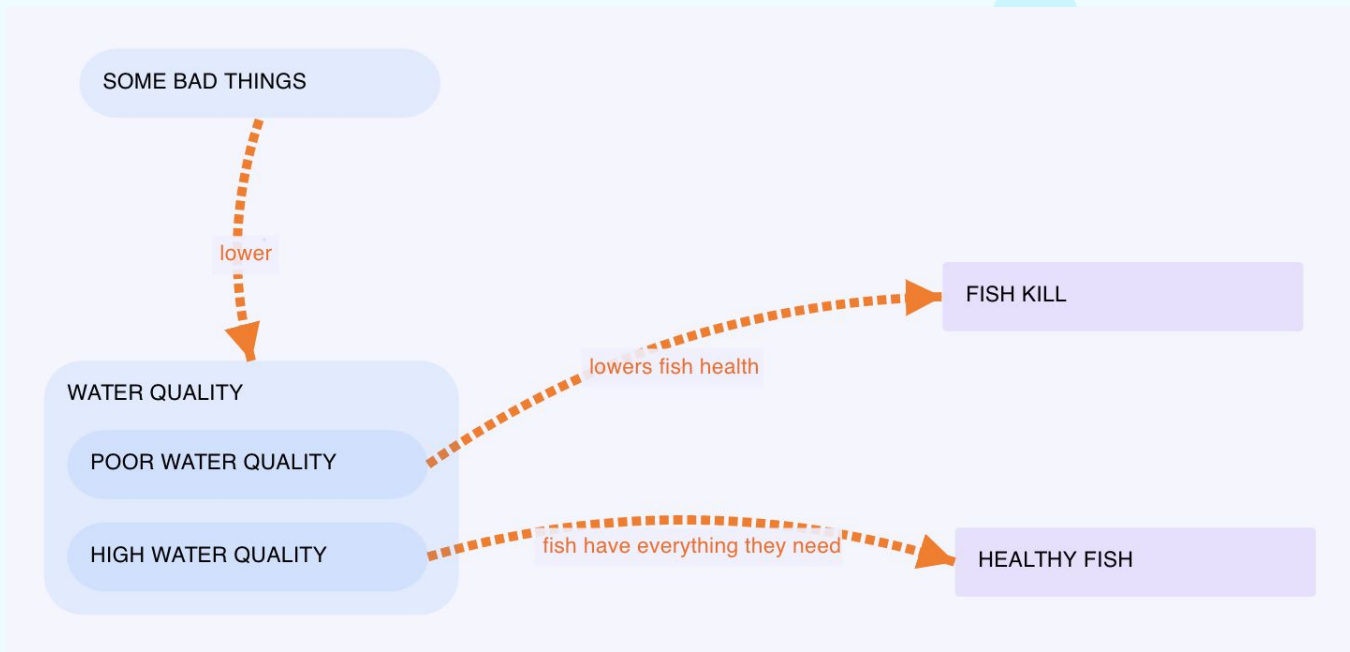 SOME BAD THINGS
lower
FISH KILL
lowers fish health
WATER QUALITY
POOR WATER QUALITY
HIGH WATER QUALITY
fish have everything they need
HEALTHY FISH